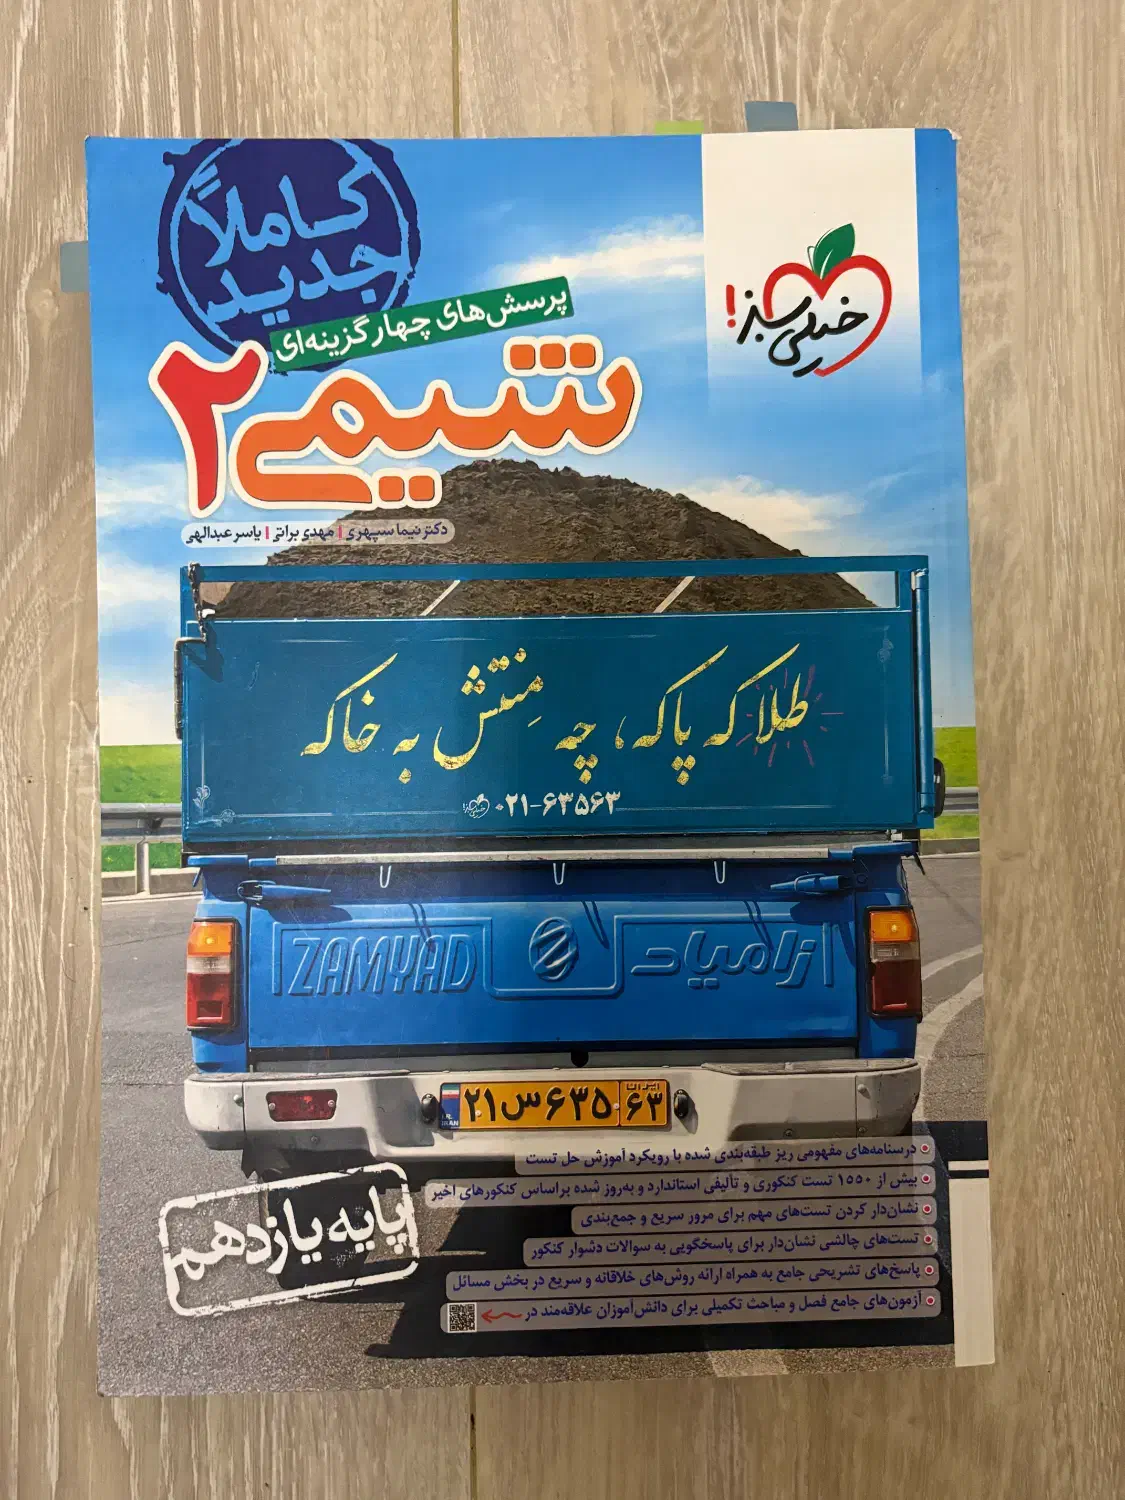 کاملاً
جدید
خیلی سبز!
پرسش‌های چهارگزینه‌ای
شیمی ۲
دکتر نیما سپهری | مهدی براتی | یاسر عبدالهی
طلا که پاکه، چه مِنتش به خاکه
۰۲۱-۶۳۵۶۳ خیلی سبز!
ZAMYAD زامیاد
۲۱ س ۶۳۵ ایران ۶۳
I.R.
IRAN
درسنامه‌های مفهومی ریز طبقه‌بندی شده با رویکرد آموزش حل تست
بیش از ۱۵۵۰ تست کنکوری و تألیفی استاندارد و به‌روز شده براساس کنکورهای اخیر
نشان‌دار کردن تست‌های مهم برای مرور سریع و جمع‌بندی
تست‌های چالشی نشان‌دار برای پاسخگویی به سوالات دشوار کنکور
پاسخ‌های تشریحی جامع به همراه ارائه روش‌های خلاقانه و سریع در بخش مسائل
آزمون‌های جامع فصل و مباحث تکمیلی برای دانش‌آموزان علاقه‌مند در
پایه یازدهم